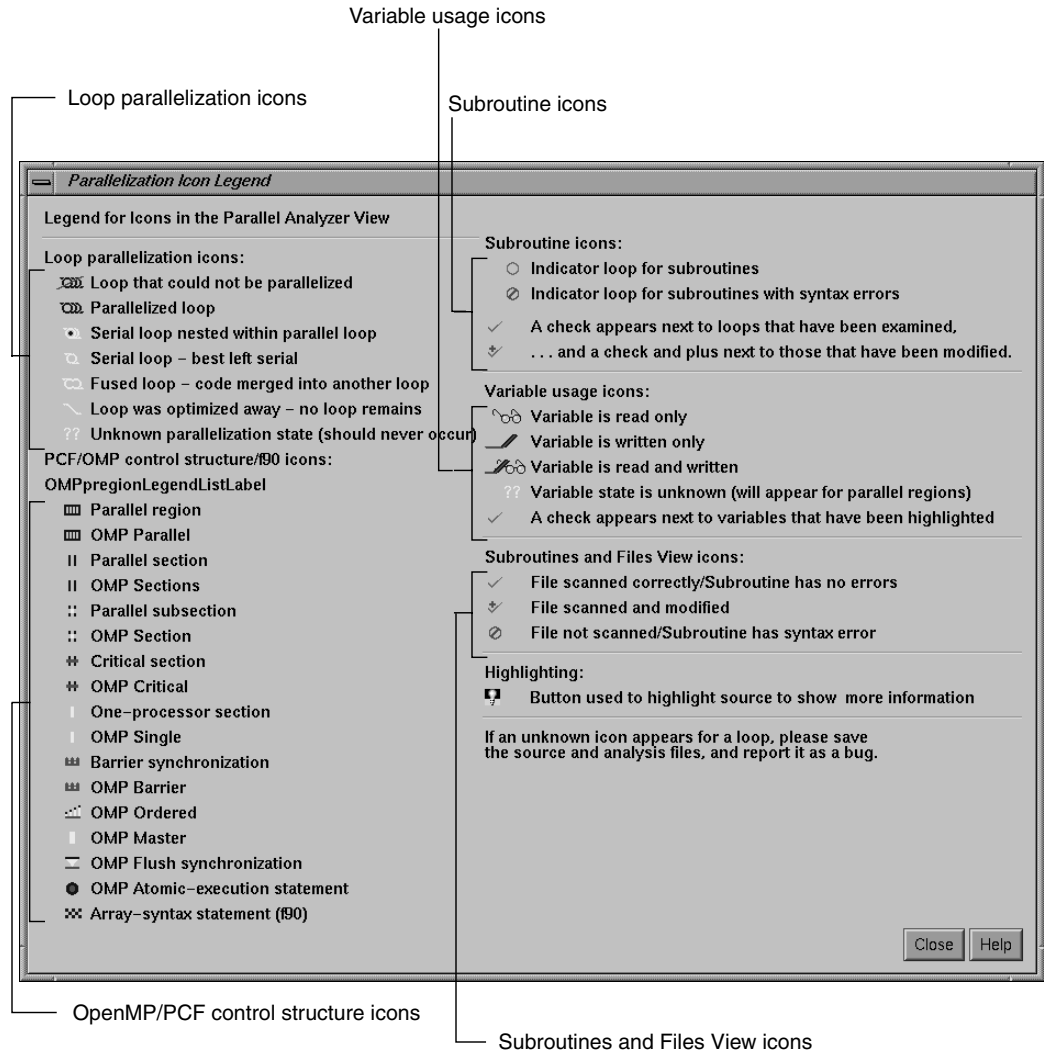 Variable usage icons
Loop parallelization icons
Subroutine icons
Parallelization Icon Legend
Legend for Icons in the Parallel Analyzer View
Loop parallelization icons:
Loop that could not be parallelized
Parallelized loop
Serial loop nested within parallel loop
Serial loop – best left serial
Fused loop – code merged into another loop
Loop was optimized away – no loop remains
?? Unknown parallelization state (should never occur)
PCF/OMP control structure/f90 icons:
OMPpregionLegendListLabel
Parallel region
OMP Parallel
Parallel section
OMP Sections
Parallel subsection
OMP Section
Critical section
OMP Critical
One–processor section
OMP Single
Barrier synchronization
OMP Barrier
OMP Ordered
OMP Master
OMP Flush synchronization
OMP Atomic–execution statement
Array–syntax statement (f90)
Subroutine icons:
Indicator loop for subroutines
Indicator loop for subroutines with syntax errors
A check appears next to loops that have been examined,
. . . and a check and plus next to those that have been modified.
Variable usage icons:
Variable is read only
Variable is written only
Variable is read and written
?? Variable state is unknown (will appear for parallel regions)
A check appears next to variables that have been highlighted
Subroutines and Files View icons:
File scanned correctly/Subroutine has no errors
File scanned and modified
File not scanned/Subroutine has syntax error
Highlighting:
Button used to highlight source to show more information
If an unknown icon appears for a loop, please save
the source and analysis files, and report it as a bug.
Close Help
OpenMP/PCF control structure icons
Subroutines and Files View icons